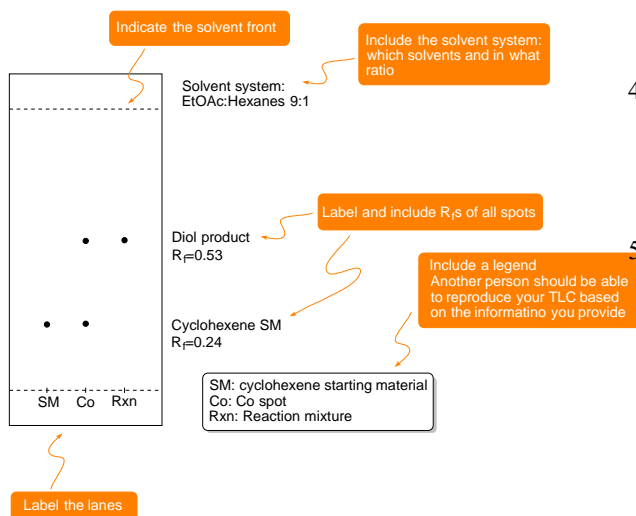 Indicate the solvent front
Include the solvent system:
which solvents and in what
ratio
Solvent system:
EtOAc:Hexanes 9:1
4
Label and include Rfs of all spots
Diol product
Rf=0.53
5
Include a legend
Another person should be able
to reproduce your TLC based
on the informatino you provide
Cyclohexene SM
Rf=0.24
SM: cyclohexene starting material
Co: Co spot
Rxn: Reaction mixture
SM Co Rxn
Label the lanes